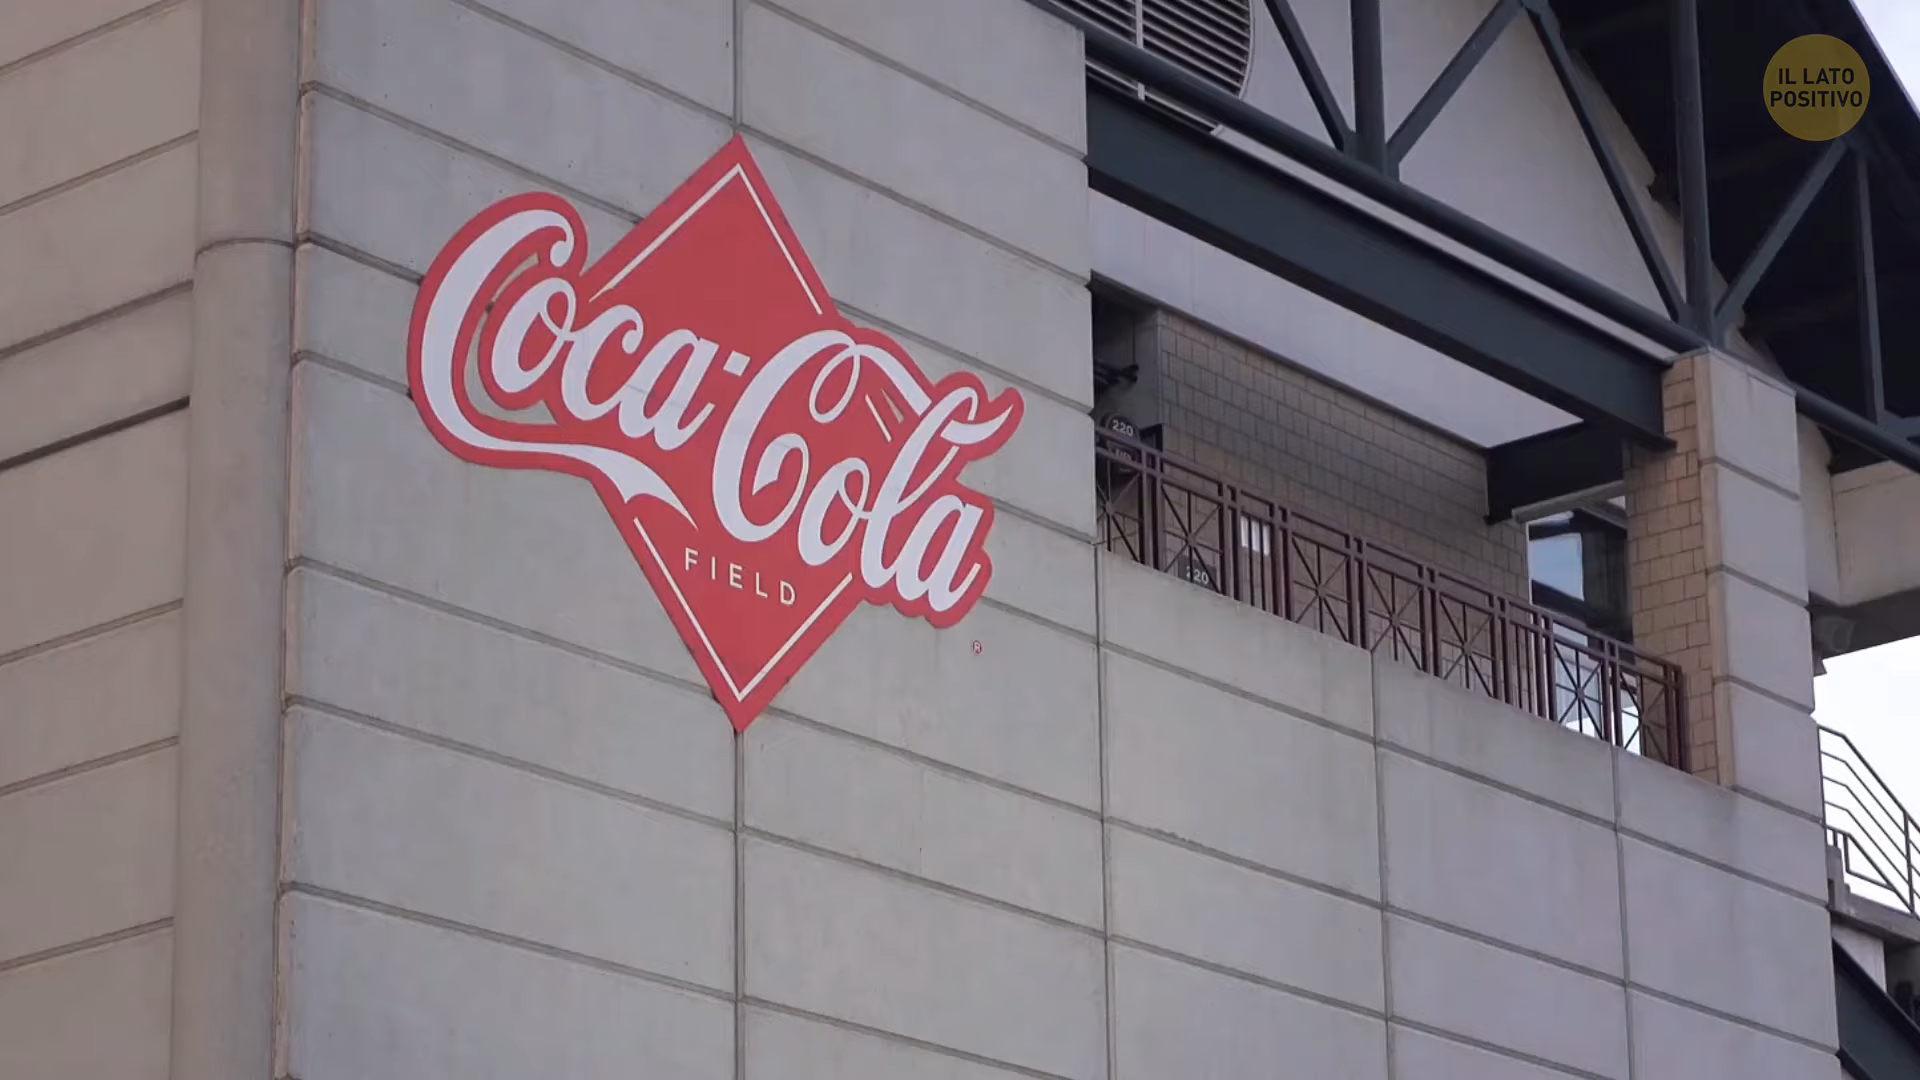 IL LATO
POSITIVO
Coca-Cola
FIELD
®
220
220